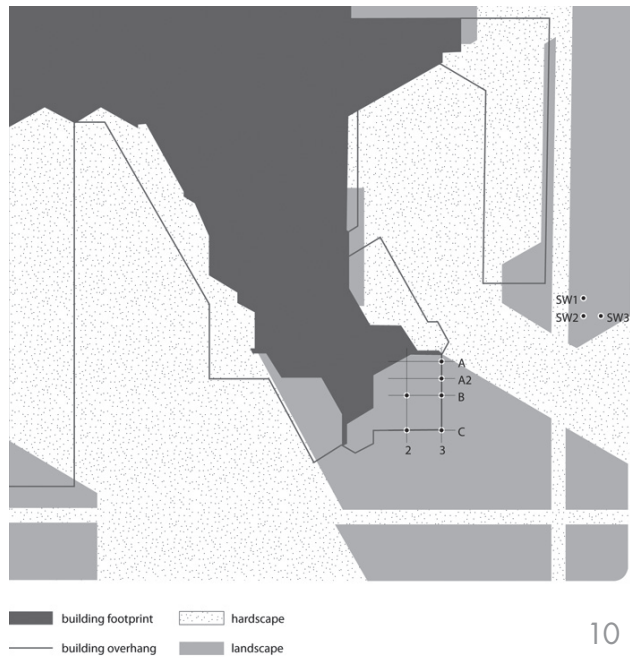 SW1
SW2 SW3
A
A2
B
C
2 3
building footprint hardscape
building overhang landscape
10